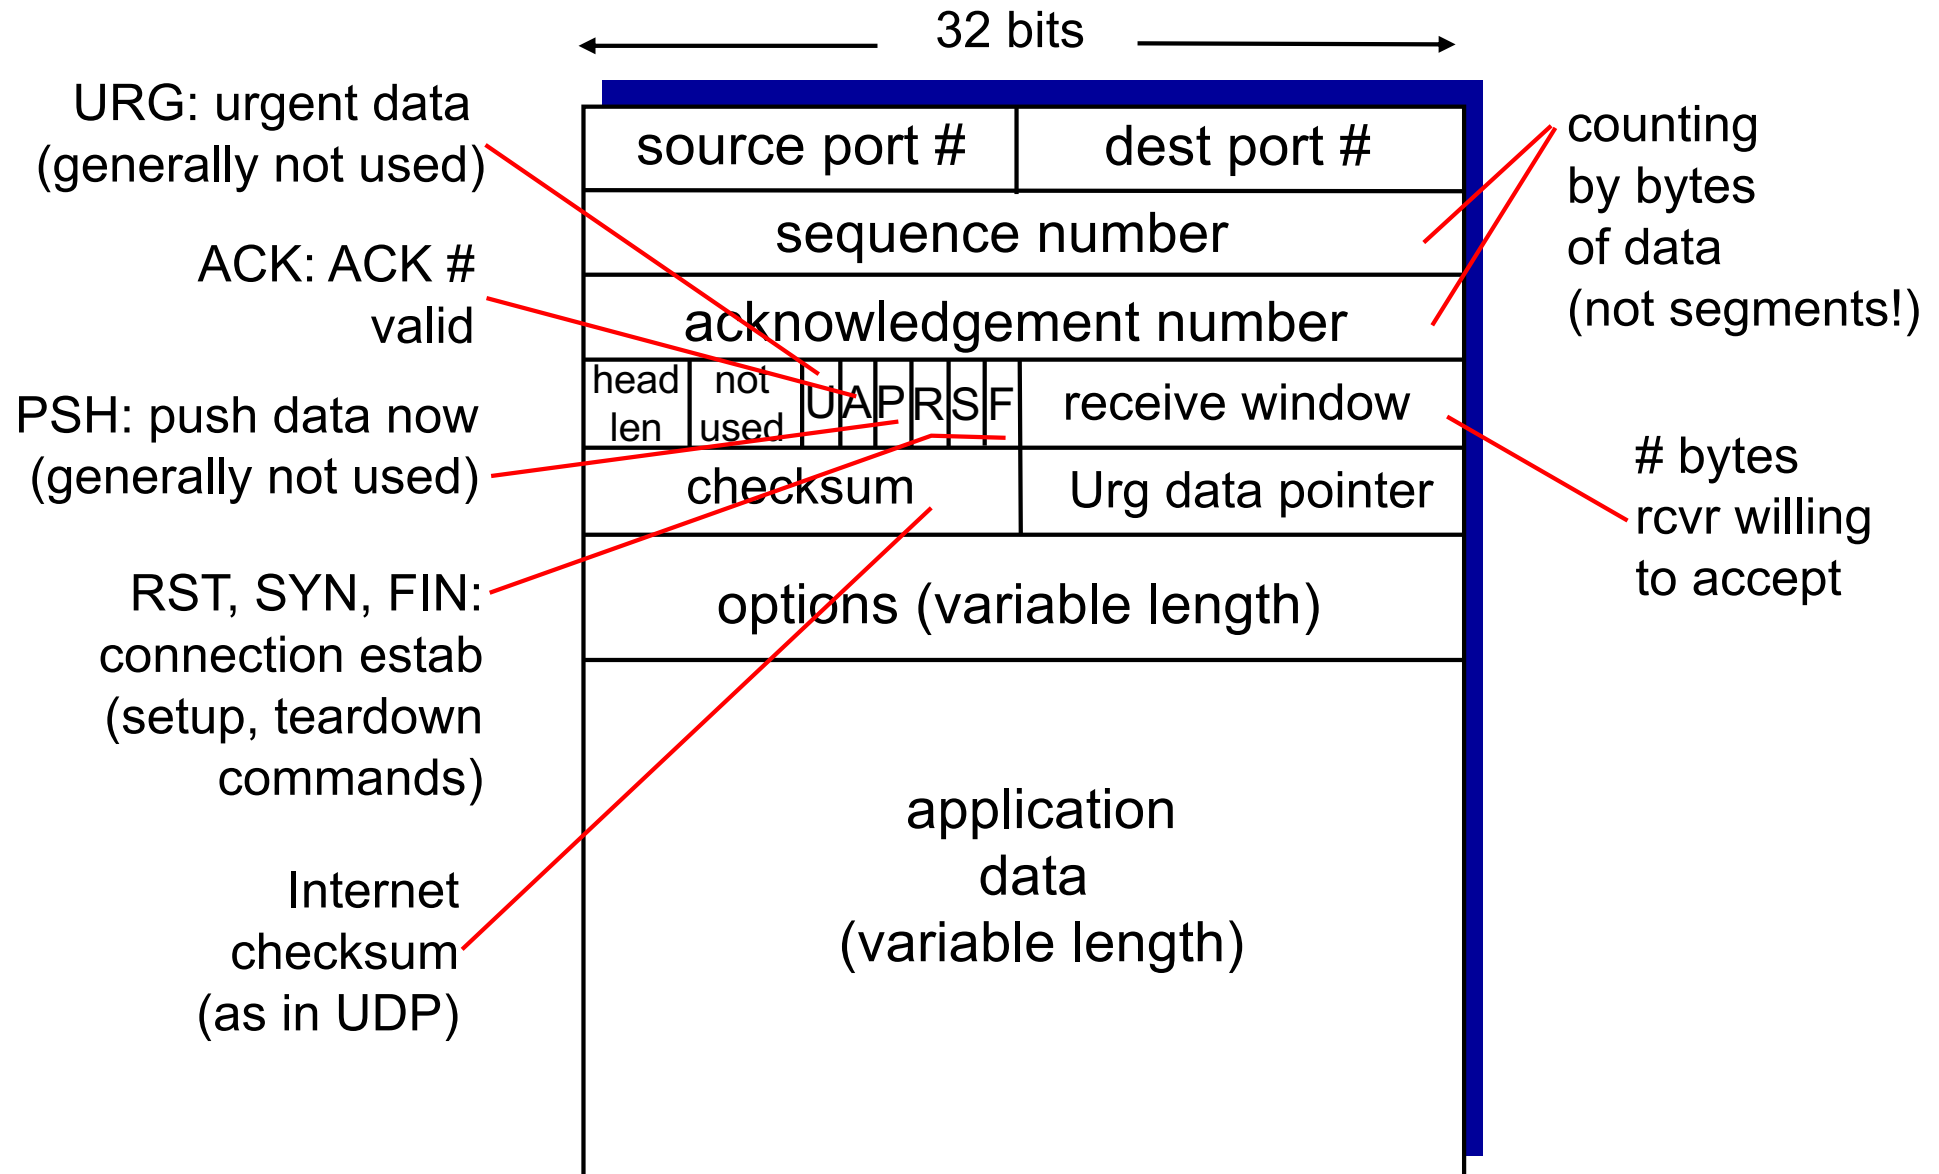 32 bits
URG: urgent data
(generally not used)
ACK: ACK #
valid
PSH: push data now
(generally not used)
RST, SYN, FIN:
connection estab
(setup, teardown
commands)
Internet
checksum
(as in UDP)
source port #
dest port #
sequence number
acknowledgement number
head
len
not
used
U A P R S F
receive window
checksum
Urg data pointer
options (variable length)
application
data
(variable length)
counting
by bytes
of data
(not segments!)
# bytes
rcvr willing
to accept